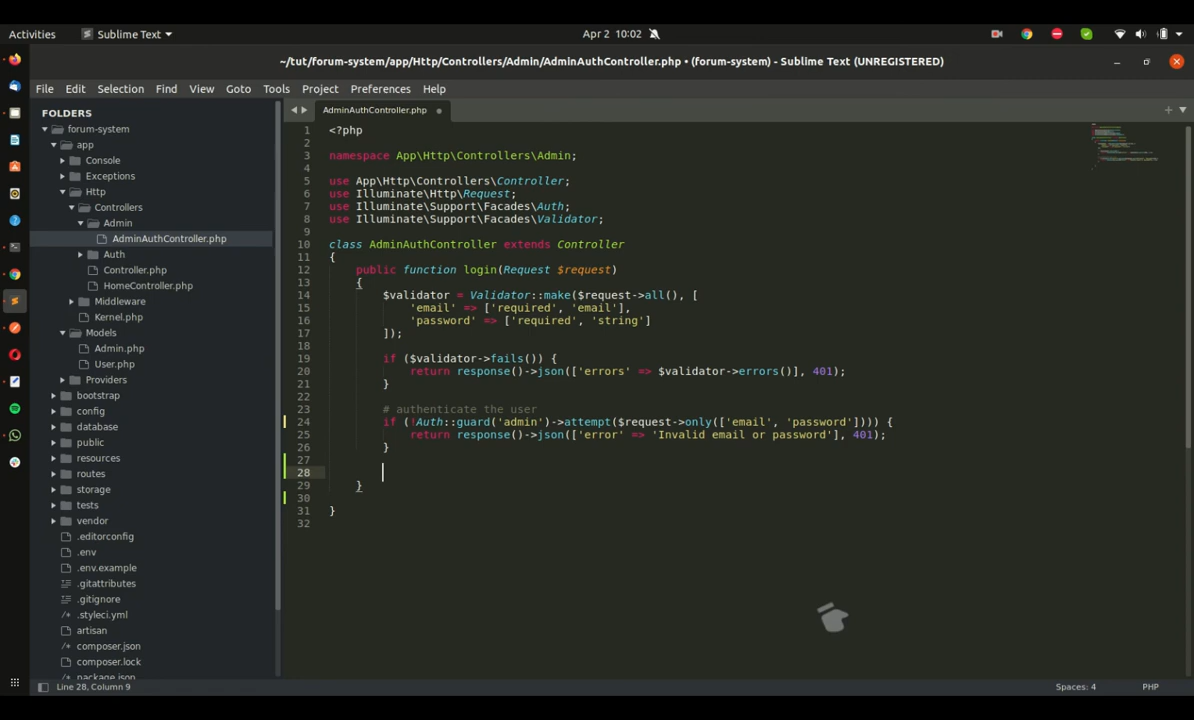 Activities
Sublime Text
Apr 2 10:02
~/tut/forum-system/app/Http/Controllers/Admin/AdminAuthController.php • (forum-system) - Sublime Text (UNREGISTERED)
File Edit Selection Find View Goto Tools Project Preferences Help
FOLDERS
forum-system
app
Console
Exceptions
Http
Controllers
Admin
AdminAuthController.php
Auth
Controller.php
HomeController.php
Middleware
Kernel.php
Models
Admin.php
User.php
Providers
bootstrap
config
database
public
resources
routes
storage
tests
vendor
.editorconfig
.env
.env.example
.gitattributes
.gitignore
.styleci.yml
artisan
composer.json
composer.lock
package.json
AdminAuthController.php
1 <?php
2
3 namespace App\Http\Controllers\Admin;
4
5 use App\Http\Controllers\Controller;
6 use Illuminate\Http\Request;
7 use Illuminate\Support\Facades\Auth;
8 use Illuminate\Support\Facades\Validator;
9
10 class AdminAuthController extends Controller
11 {
12 public function login(Request $request)
13 {
14 $validator = Validator::make($request->all(), [
15 'email' => ['required', 'email'],
16 'password' => ['required', 'string']
17 ]);
18
19 if ($validator->fails()) {
20 return response()->json(['errors' => $validator->errors()], 401);
21 }
22
23 # authenticate the user
24 if (!Auth::guard('admin')->attempt($request->only(['email', 'password']))) {
25 return response()->json(['error' => 'Invalid email or password'], 401);
26 }
27
28
29 }
30
31 }
32
Line 28, Column 9
Spaces: 4
PHP